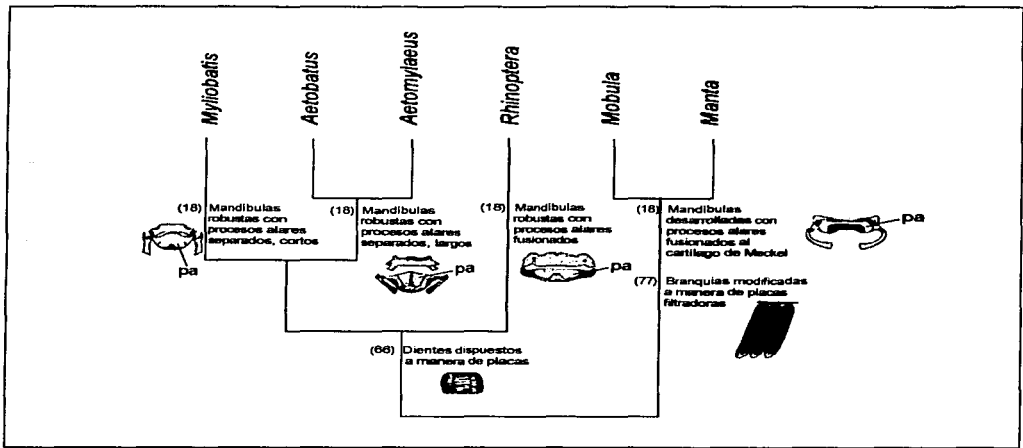 Myliobatis
Aetobatus
Aetomylaeus
Rhinoptera
Mobula
Manta
(18) Mandíbulas
robustas con
procesos alares
separados, cortos
pa
(18) Mandíbulas
robustas con
procesos alares
separados, largos
pa
(18) Mandíbulas
robustas con
procesos alares
fusionados
pa
(18) Mandíbulas
desarrolladas con
procesos alares
fusionados al
cartílago de Meckel
pa
(77) Branquias modificadas
a manera de placas
filtradoras
(66) Dientes dispuestos
a manera de placas